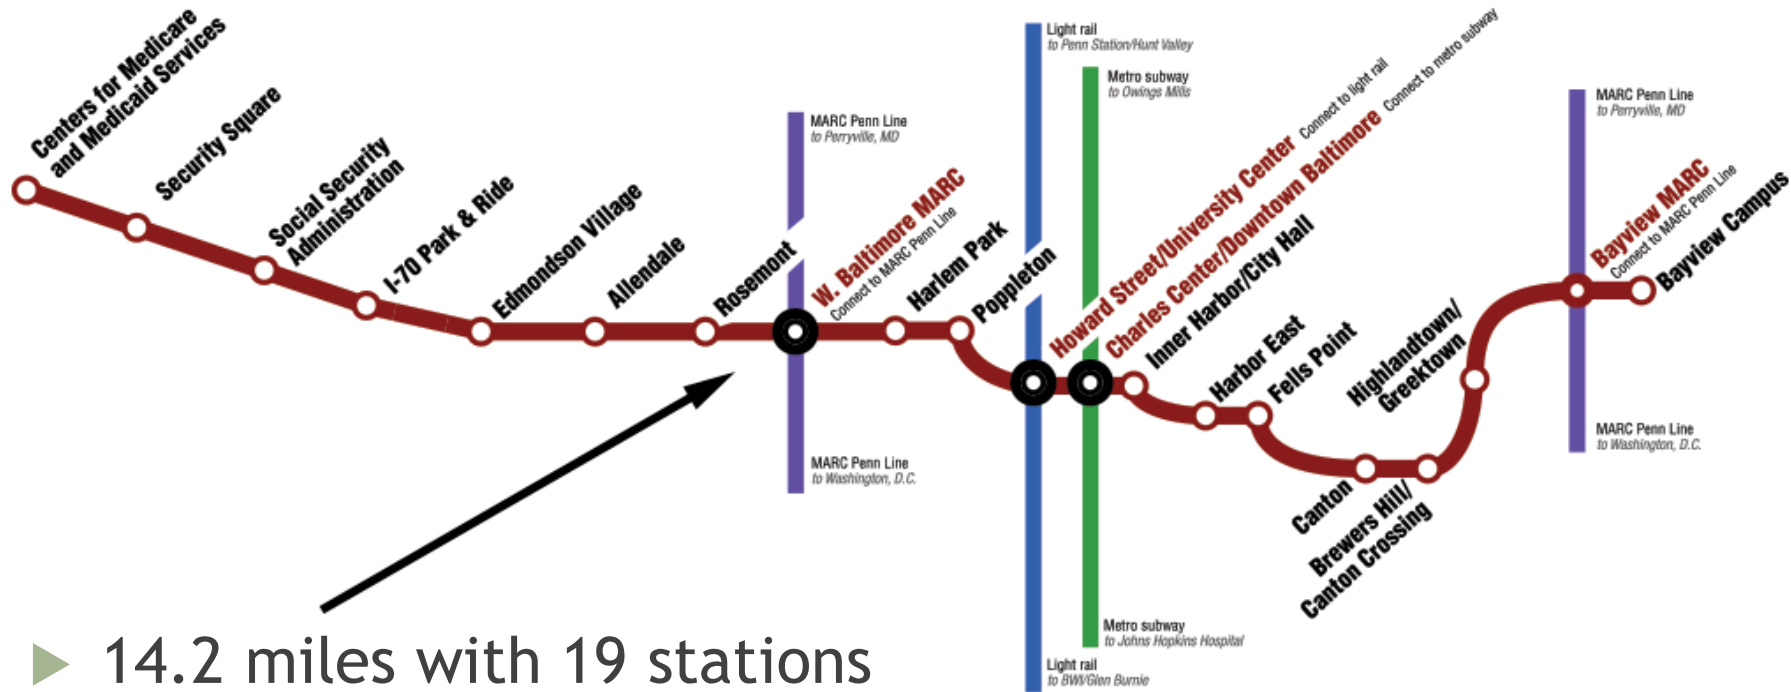 Centers for Medicare
and Medicaid Services
Security Square
Social Security
Administration
I-70 Park & Ride
Edmondson Village
Allendale
Rosemont
MARC Penn Line
to Perryville, MD
W. Baltimore MARC
Connect to MARC Penn Line
MARC Penn Line
to Washington, D.C.
Harlem Park
Poppleton
Light rail
to Penn Station/Hunt Valley
Metro subway
to Owings Mills
Howard Street/University Center Connect to light rail
Charles Center/Downtown Baltimore Connect to metro subway
Inner Harbor/City Hall
Harbor East
Fells Point
Metro subway
to Johns Hopkins Hospital
Light rail
to BWI/Glen Burnie
Canton
Brewers Hill/
Canton Crossing
Highlandtown/
Greektown
MARC Penn Line
to Perryville, MD
Bayview MARC
Connect to MARC Penn Line
Bayview Campus
MARC Penn Line
to Washington, D.C.
14.2 miles with 19 stations